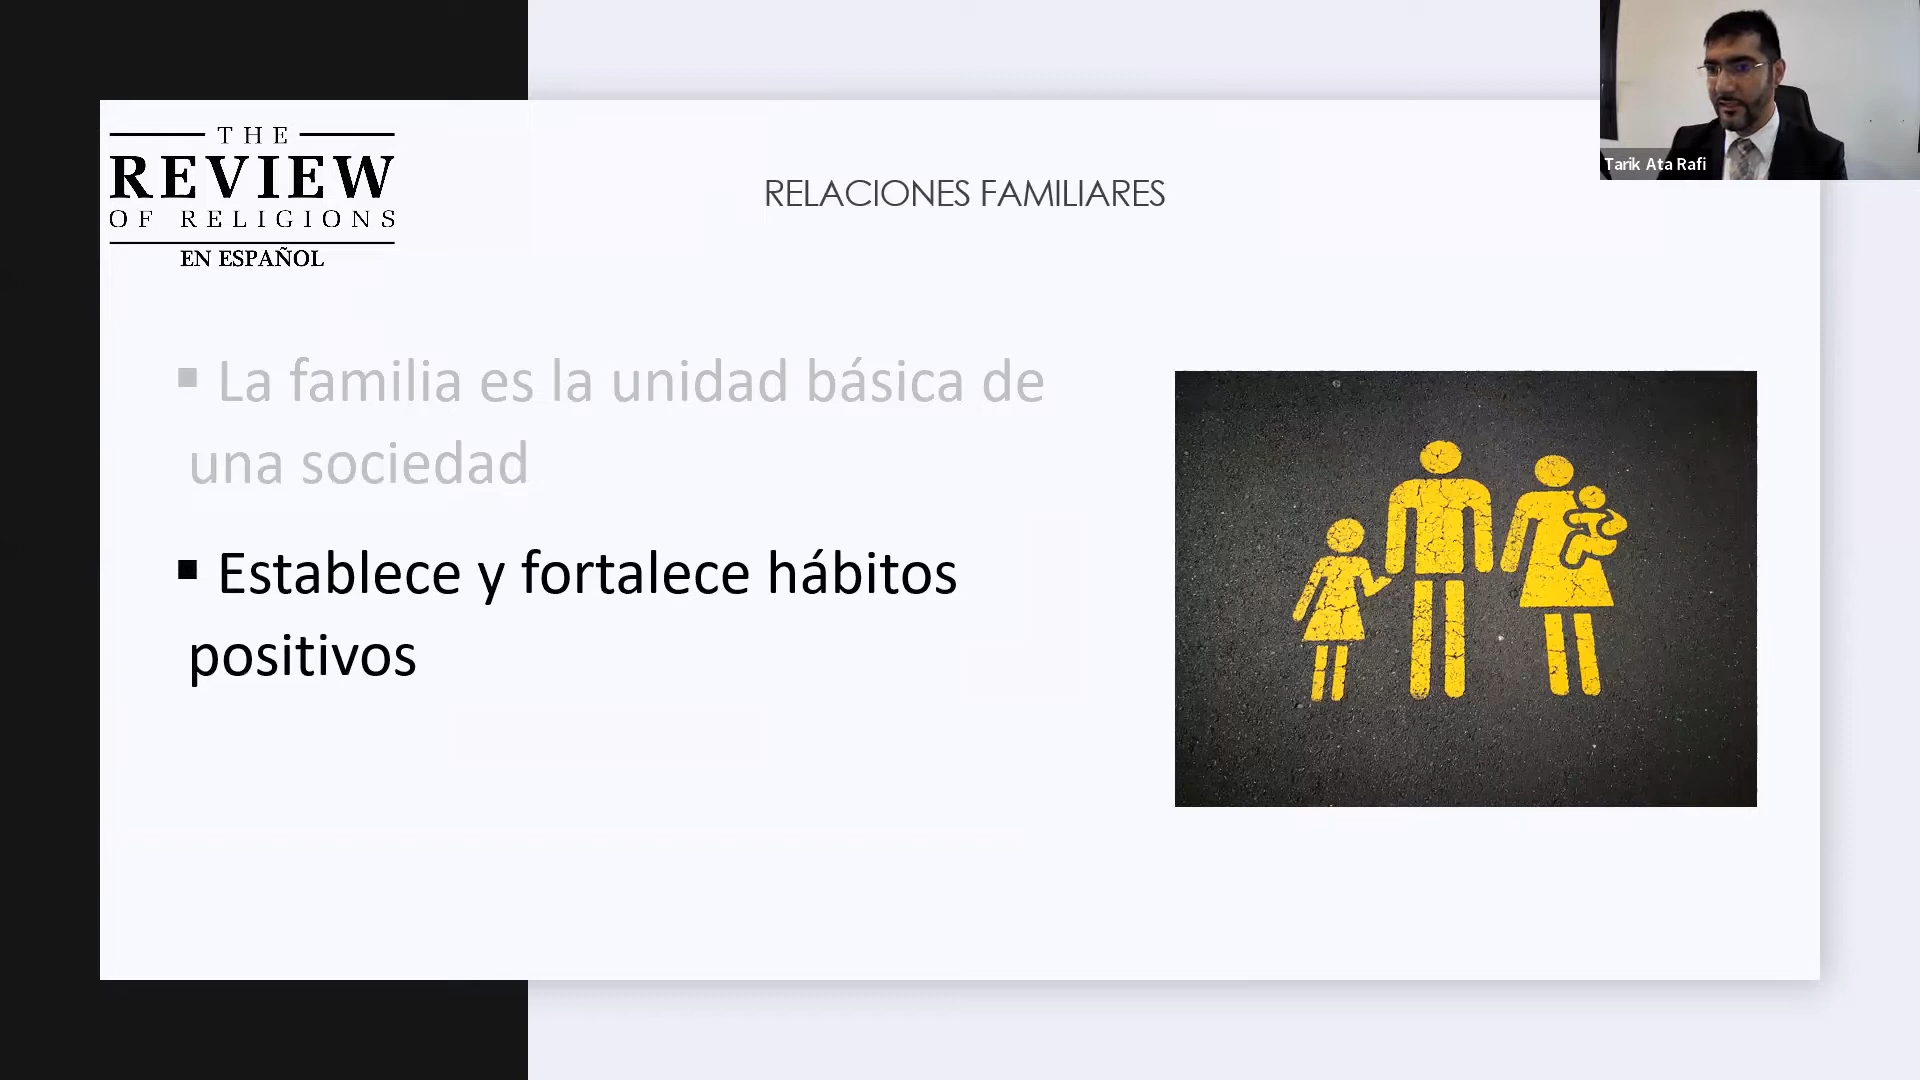 THE
REVIEW
OF RELIGIONS
EN ESPAÑOL
RELACIONES FAMILIARES
Tarik Ata Rafi
▪ La familia es la unidad básica de
una sociedad
▪ Establece y fortalece hábitos
positivos